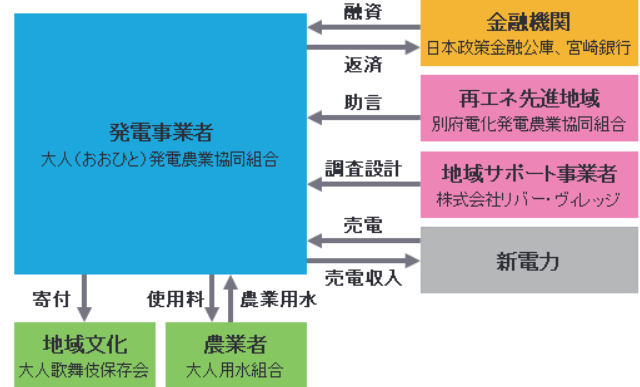 融資
金融機関
日本政策金融公庫、宮崎銀行
返済
再エネ先進地域
助言
別府電化発電農業協同組合
発電事業者
大人(おおひと)発電農業協同組合
調査設計
地域サポート事業者
株式会社リバー・ヴィレッジ
売電
新電力
売電収入
寄付
使用料
農業用水
地域文化
大人歌舞伎保存会
農業者
大人用水組合